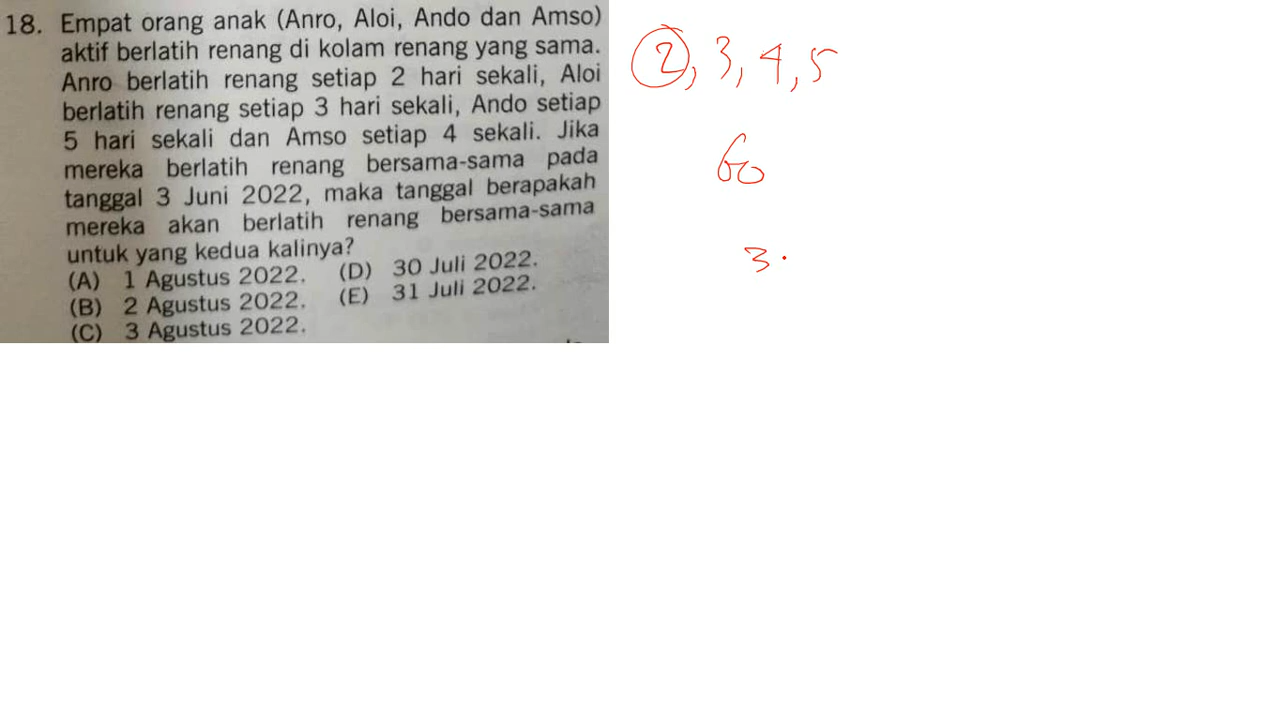 18. Empat orang anak (Anro, Aloi, Ando dan Amso)
aktif berlatih renang di kolam renang yang sama.
Anro berlatih renang setiap 2 hari sekali, Aloi
berlatih renang setiap 3 hari sekali, Ando setiap
5 hari sekali dan Amso setiap 4 sekali. Jika
mereka berlatih renang bersama-sama pada
tanggal 3 Juni 2022, maka tanggal berapakah
mereka akan berlatih renang bersama-sama
untuk yang kedua kalinya?
(A) 1 Agustus 2022. (D) 30 Juli 2022.
(B) 2 Agustus 2022. (E) 31 Juli 2022.
(C) 3 Agustus 2022.
2, 3, 4, 5
60
3.